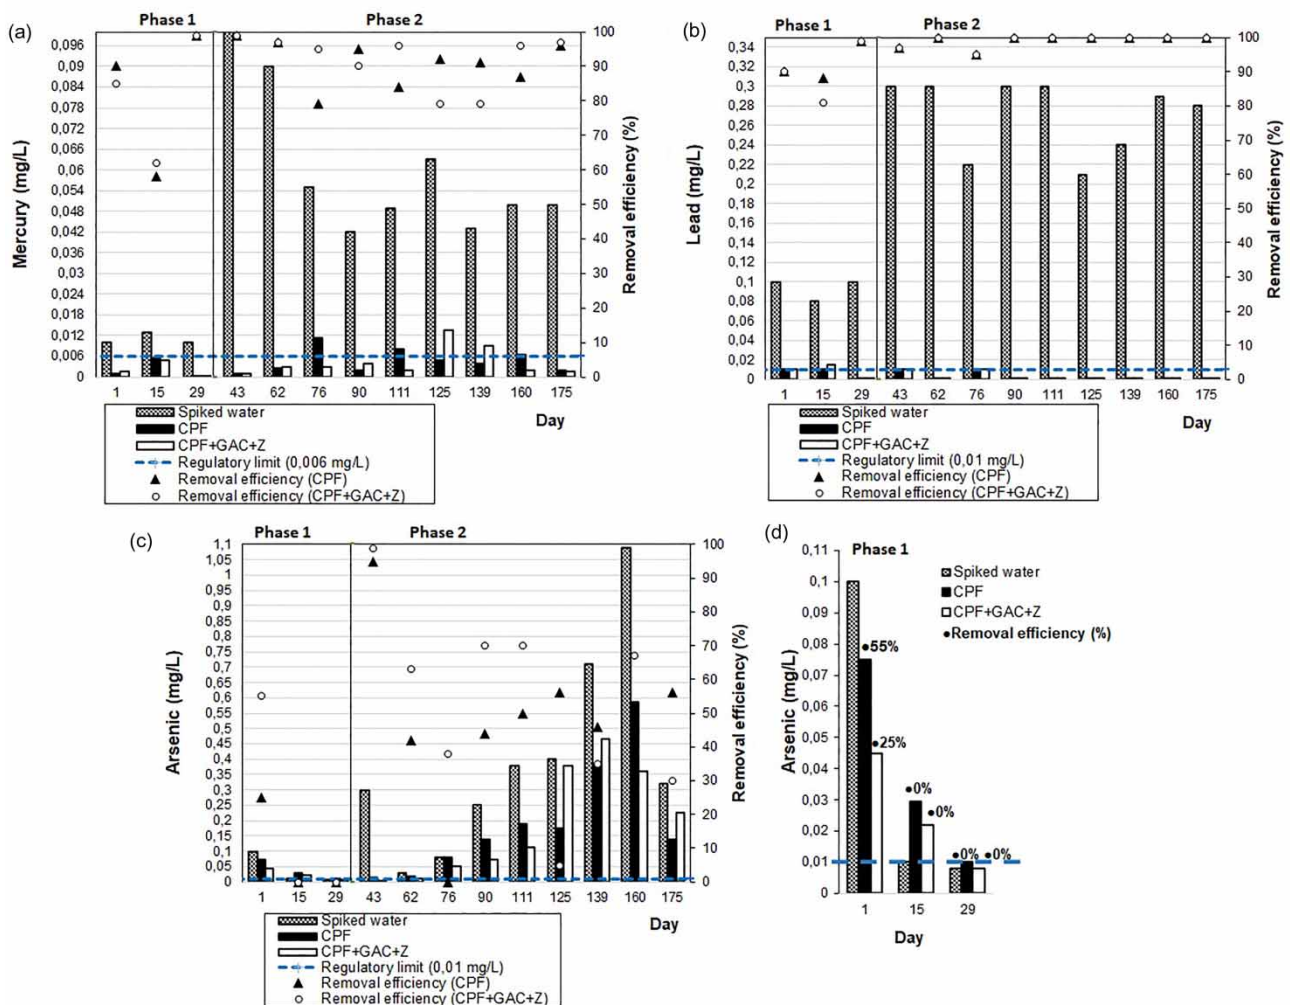 (a)
Phase 1
Phase 2
Mercury (mg/L)
0,096
0,09
0,084
0,078
0,072
0,066
0,06
0,054
0,048
0,042
0,036
0,03
0,024
0,018
0,012
0,006
0
100
90
80
70
60
50
40
30
20
10
0
Removal efficiency (%)
1 15 29 43 62 76 90 111 125 139 160 175
Day
Spiked water
CPF
CPF+GAC+Z
Regulatory limit (0,006 mg/L)
Removal efficiency (CPF)
Removal efficiency (CPF+GAC+Z)
(b)
Phase 1
Phase 2
Lead (mg/L)
0,34
0,32
0,3
0,28
0,26
0,24
0,22
0,2
0,18
0,16
0,14
0,12
0,1
0,08
0,06
0,04
0,02
0
100
90
80
70
60
50
40
30
20
10
0
Removal efficiency (%)
1 15 29 43 62 76 90 111 125 139 160 175
Day
Spiked water
CPF
CPF+GAC+Z
Regulatory limit (0,01 mg/L)
Removal efficiency (CPF)
Removal efficiency (CPF+GAC+Z)
(c)
Phase 1
Phase 2
Arsenic (mg/L)
1,1
1,05
1
0,95
0,9
0,85
0,8
0,75
0,7
0,65
0,6
0,55
0,5
0,45
0,4
0,35
0,3
0,25
0,2
0,15
0,1
0,05
0
100
90
80
70
60
50
40
30
20
10
0
Removal efficiency (%)
1 15 29 43 62 76 90 111 125 139 160 175
Day
Spiked water
CPF
CPF+GAC+Z
Regulatory limit (0,01 mg/L)
Removal efficiency (CPF)
Removal efficiency (CPF+GAC+Z)
(d)
Phase 1
Arsenic (mg/L)
0,11
0,1
0,09
0,08
0,07
0,06
0,05
0,04
0,03
0,02
0,01
0
Spiked water
CPF
CPF+GAC+Z
Removal efficiency (%)
55%
25%
0%
0%
0%
0%
1 15 29
Day